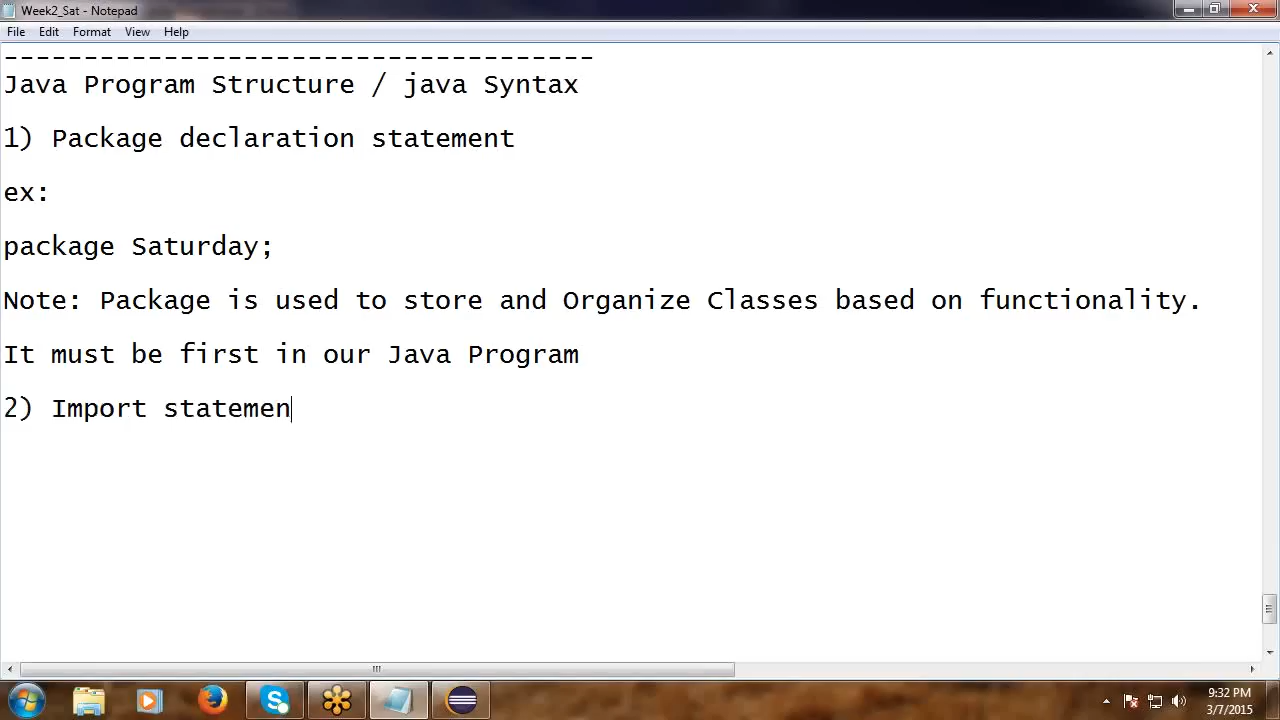 Week2_Sat - Notepad
File Edit Format View Help
-------------------------------------
Java Program Structure / java Syntax
1) Package declaration statement
ex:
package Saturday;
Note: Package is used to store and Organize Classes based on functionality.
It must be first in our Java Program
2) Import statemen
9:32 PM
3/7/2015